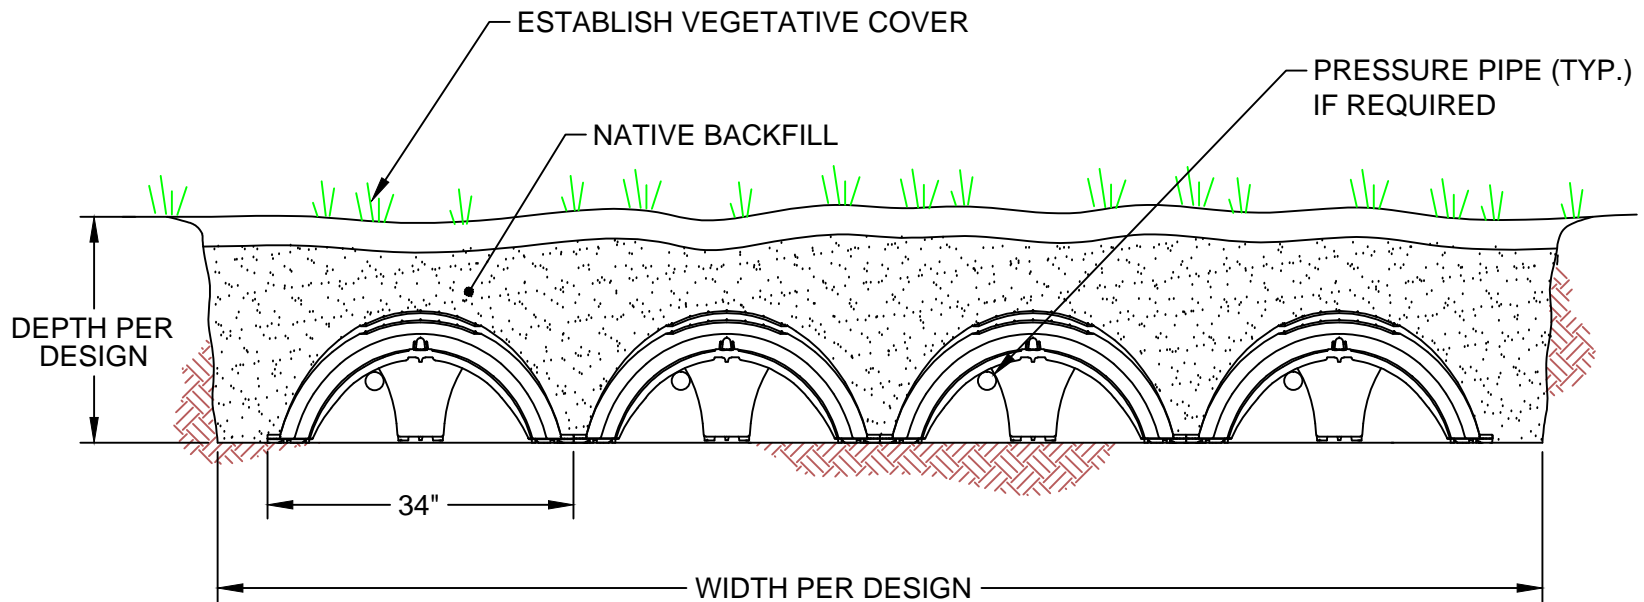 ESTABLISH VEGETATIVE COVER
PRESSURE PIPE (TYP.)
IF REQUIRED
NATIVE BACKFILL
DEPTH PER
DESIGN
34"
WIDTH PER DESIGN